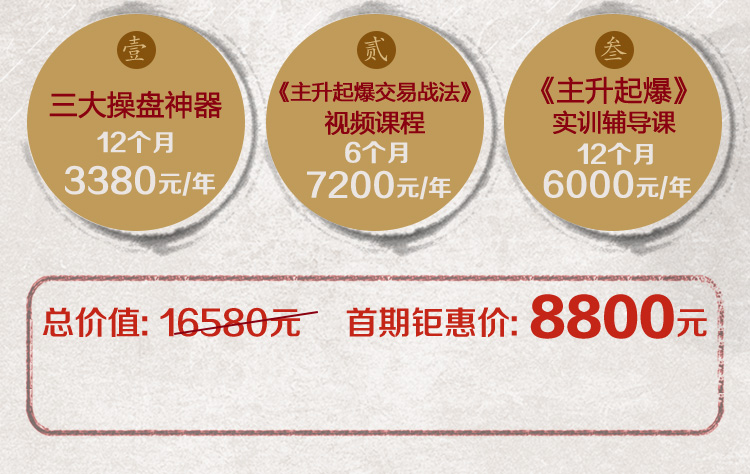 壹
三大操盘神器
12个月
3380元/年
贰
《主升起爆交易战法》
视频课程
6个月
7200元/年
叁
《主升起爆》
实训辅导课
12个月
6000元/年
总价值: 16580元 首期钜惠价: 8800元